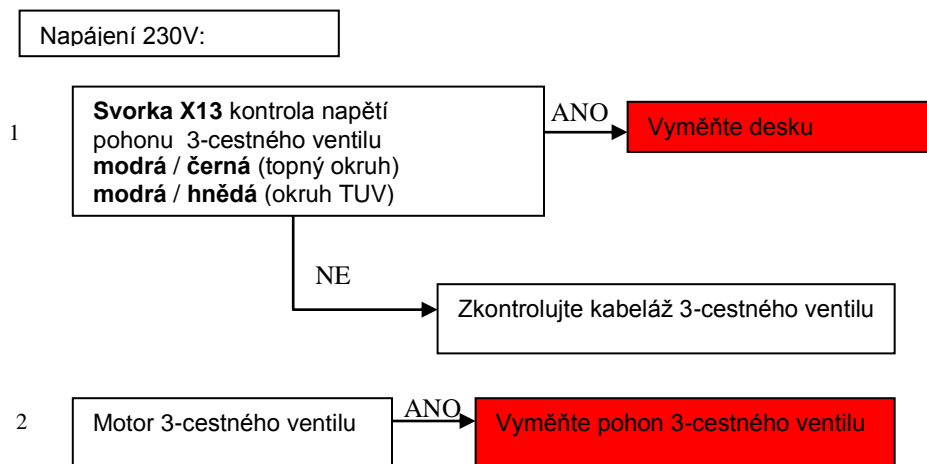 Napájení 230V:
1
Svorka X13 kontrola napětí
pohonu 3-cestného ventilu
modrá / černá (topný okruh)
modrá / hnědá (okruh TUV)
ANO
Vyměňte desku
NE
Zkontrolujte kabeláž 3-cestného ventilu
2
Motor 3-cestného ventilu
ANO
Vyměňte pohon 3-cestného ventilu